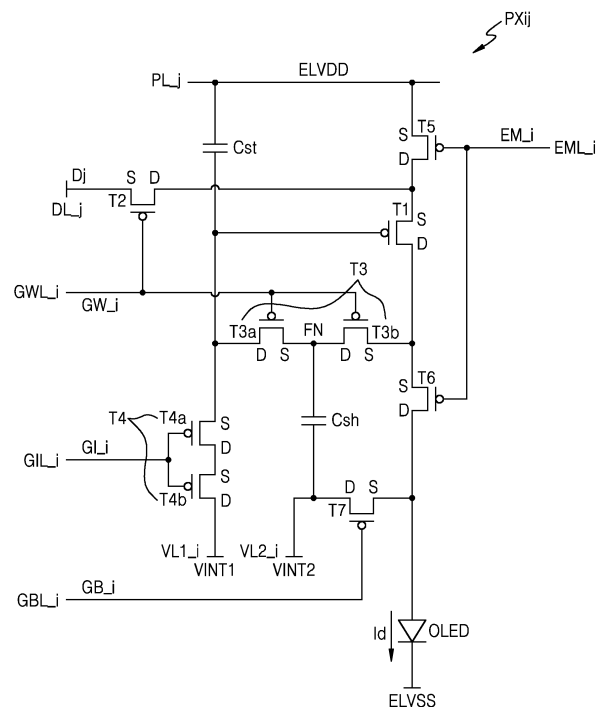 PXij
PL_j
ELVDD
S
T5
D
EM_i
EML_i
Cst
Dj
S D
T2
DL_j
T1
S
D
T3
GWL_i
GW_i
T3a
FN
T3b
D S
D S
S
T6
D
T4
T4a
S
D
Csh
GIL_i
GI_i
T4b
S
D
D S
T7
VL1_i
VINT1
VL2_i
VINT2
GBL_i
GB_i
Id
OLED
ELVSS